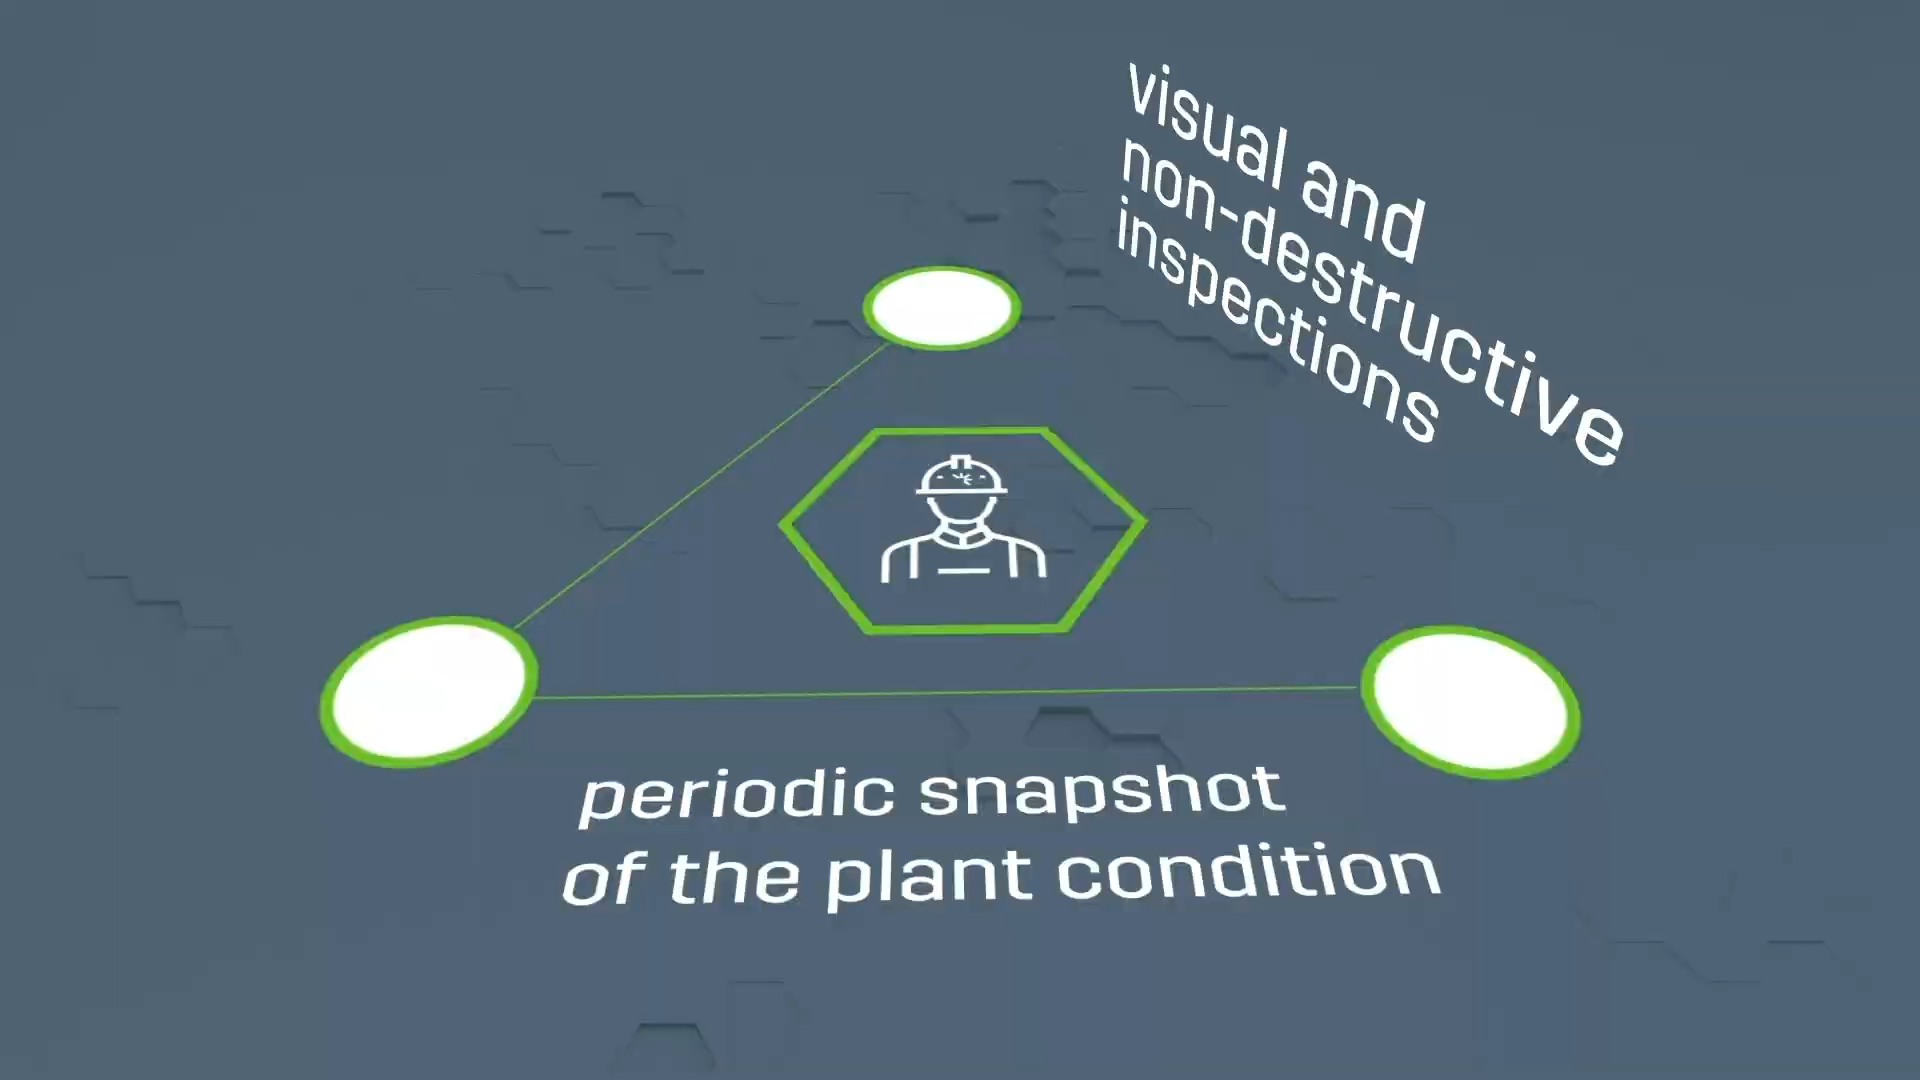 visual and
non-destructive
inspections
periodic snapshot
of the plant condition